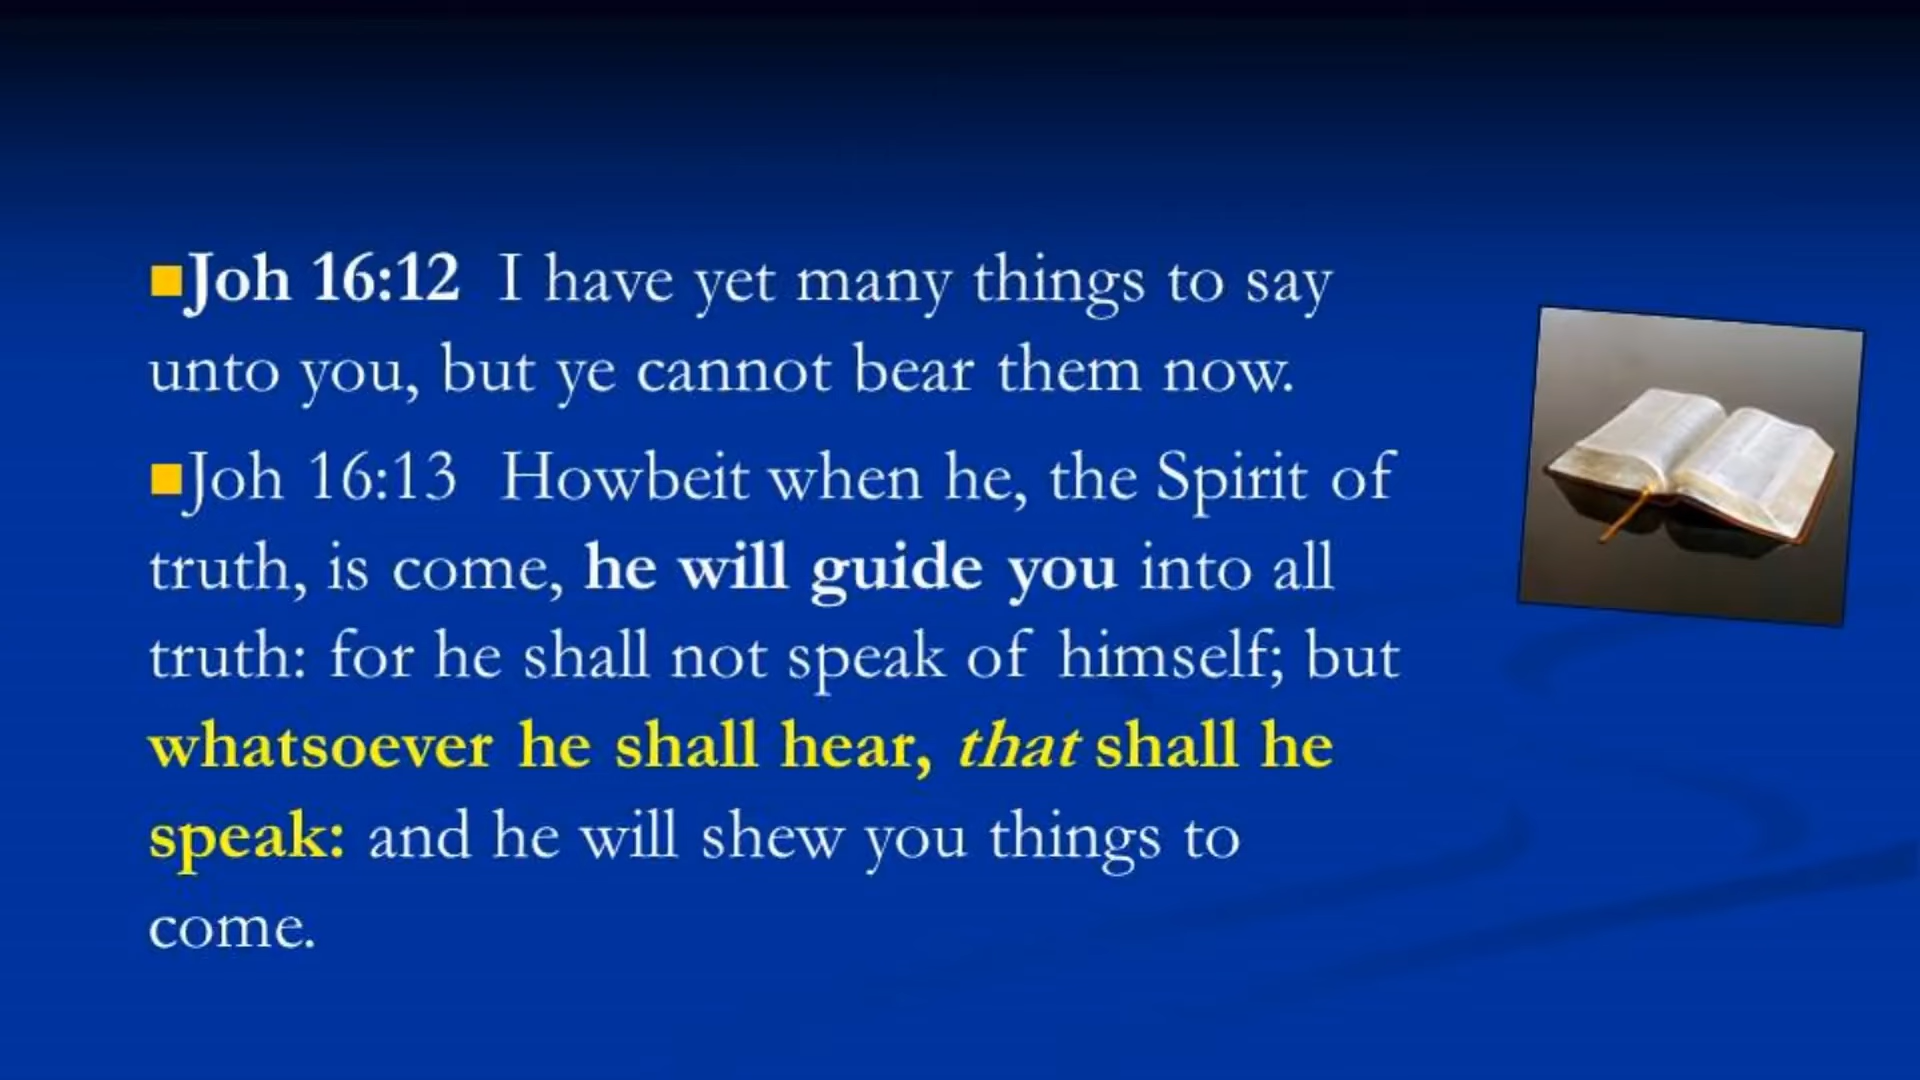 ■Joh 16:12 I have yet many things to say
unto you, but ye cannot bear them now.
■Joh 16:13 Howbeit when he, the Spirit of
truth, is come, he will guide you into all
truth: for he shall not speak of himself; but
whatsoever he shall hear, that shall he
speak: and he will shew you things to
come.